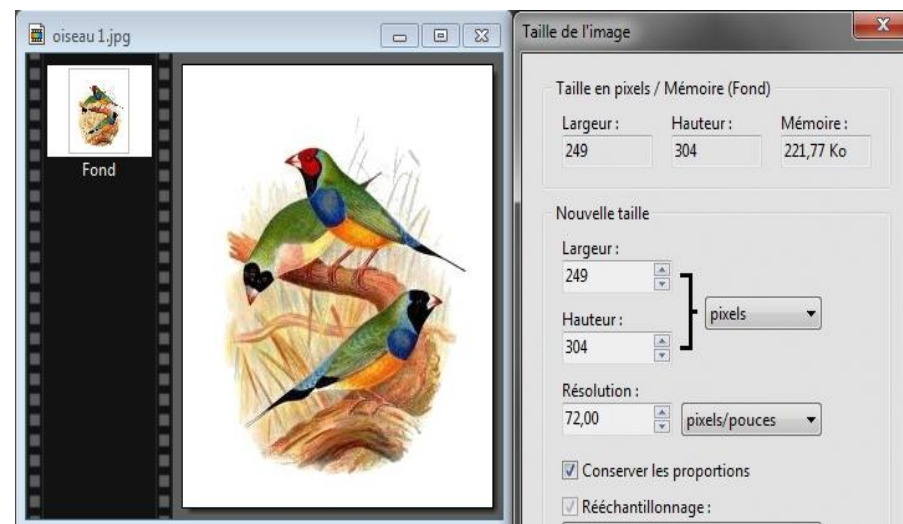 oiseau 1.jpg
Fond
Taille de l'image
Taille en pixels / Mémoire (Fond)
Largeur : Hauteur : Mémoire :
249 304 221,77 Ko
Nouvelle taille
Largeur :
249
pixels
Hauteur :
304
Résolution :
72,00 pixels/pouces
Conserver les proportions
Rééchantillonnage :